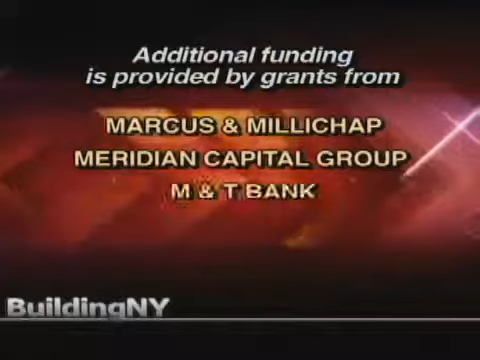 Additional funding
is provided by grants from
MARCUS & MILLICHAP
MERIDIAN CAPITAL GROUP
M & T BANK
BuildingNY